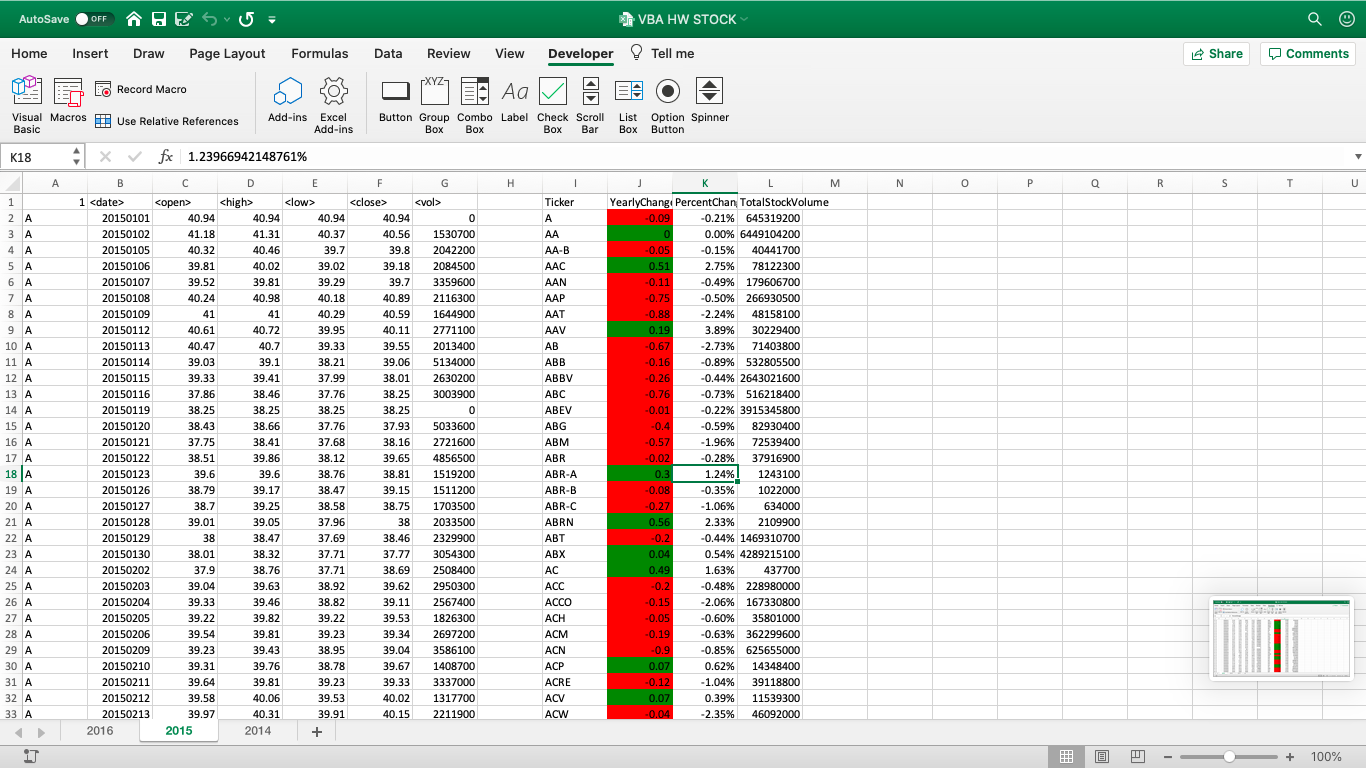 AutoSave OFF VBA HW STOCK
Home Insert Draw Page Layout Formulas Data Review View Developer Tell me Share Comments
Visual Basic Macros Record Macro Use Relative References Add-ins Excel Add-ins Button Group Box Combo Box Label Check Box Scroll Bar List Box Option Button Spinner
XYZ Aa
K18 fx 1.23966942148761%
A B C D E F G H I J K L M N O P Q R S T U
1 1 <date> <open> <high> <low> <close> <vol> Ticker YearlyChang PercentChan TotalStockVolume
2 A 20150101 40.94 40.94 40.94 40.94 0 A -0.09 -0.21% 645319200
3 A 20150102 41.18 41.31 40.37 40.56 1530700 AA 0 0.00% 6449104200
4 A 20150105 40.32 40.46 39.7 39.8 2042200 AA-B -0.05 -0.15% 40441700
5 A 20150106 39.81 40.02 39.02 39.18 2084500 AAC 0.51 2.75% 78122300
6 A 20150107 39.52 39.81 39.29 39.7 3359600 AAN -0.11 -0.49% 179606700
7 A 20150108 40.24 40.98 40.18 40.89 2116300 AAP -0.75 -0.50% 266930500
8 A 20150109 41 41 40.29 40.59 1644900 AAT -0.88 -2.24% 48158100
9 A 20150112 40.61 40.72 39.95 40.11 2771100 AAV 0.19 3.89% 30229400
10 A 20150113 40.47 40.7 39.33 39.55 2013400 AB -0.67 -2.73% 71403800
11 A 20150114 39.03 39.1 38.21 39.06 5134000 ABB -0.16 -0.89% 532805500
12 A 20150115 39.33 39.41 37.99 38.01 2630200 ABBV -0.26 -0.44% 2643021600
13 A 20150116 37.86 38.46 37.76 38.25 3003900 ABC -0.76 -0.73% 516218400
14 A 20150119 38.25 38.25 38.25 38.25 0 ABEV -0.01 -0.22% 3915345800
15 A 20150120 38.43 38.66 37.76 37.93 5033600 ABG -0.4 -0.59% 82930400
16 A 20150121 37.75 38.41 37.68 38.16 2721600 ABM -0.57 -1.96% 72539400
17 A 20150122 38.51 39.86 38.12 39.65 4856500 ABR -0.02 -0.28% 37916900
18 A 20150123 39.6 39.6 38.76 38.81 1519200 ABR-A 0.3 1.24% 1243100
19 A 20150126 38.79 39.17 38.47 39.15 1511200 ABR-B -0.08 -0.35% 1022000
20 A 20150127 38.7 39.25 38.58 38.75 1703500 ABR-C -0.27 -1.06% 634000
21 A 20150128 39.01 39.05 37.96 38 2033500 ABRN 0.56 2.33% 2109900
22 A 20150129 38 38.47 37.69 38.46 2329900 ABT -0.2 -0.44% 1469310700
23 A 20150130 38.01 38.32 37.71 37.77 3054300 ABX 0.04 0.54% 4289215100
24 A 20150202 37.9 38.76 37.71 38.69 2508400 AC 0.49 1.63% 437700
25 A 20150203 39.04 39.63 38.92 39.62 2950300 ACC -0.2 -0.48% 228980000
26 A 20150204 39.33 39.46 38.82 39.11 2567400 ACCO -0.15 -2.06% 167330800
27 A 20150205 39.22 39.82 39.22 39.53 1826300 ACH -0.05 -0.60% 35801000
28 A 20150206 39.54 39.81 39.23 39.34 2697200 ACM -0.19 -0.63% 362299600
29 A 20150209 39.23 39.43 38.95 39.04 3586100 ACN -0.9 -0.85% 625655000
30 A 20150210 39.31 39.76 38.78 39.67 1408700 ACP 0.07 0.62% 14348400
31 A 20150211 39.64 39.81 39.23 39.33 3337000 ACRE -0.12 -1.04% 39118800
32 A 20150212 39.58 40.06 39.53 40.02 1317700 ACV 0.07 0.39% 11539300
33 A 20150213 39.97 40.31 39.91 40.15 2211900 ACW -0.04 -2.35% 46092000
2016 2015 2014 +
100%